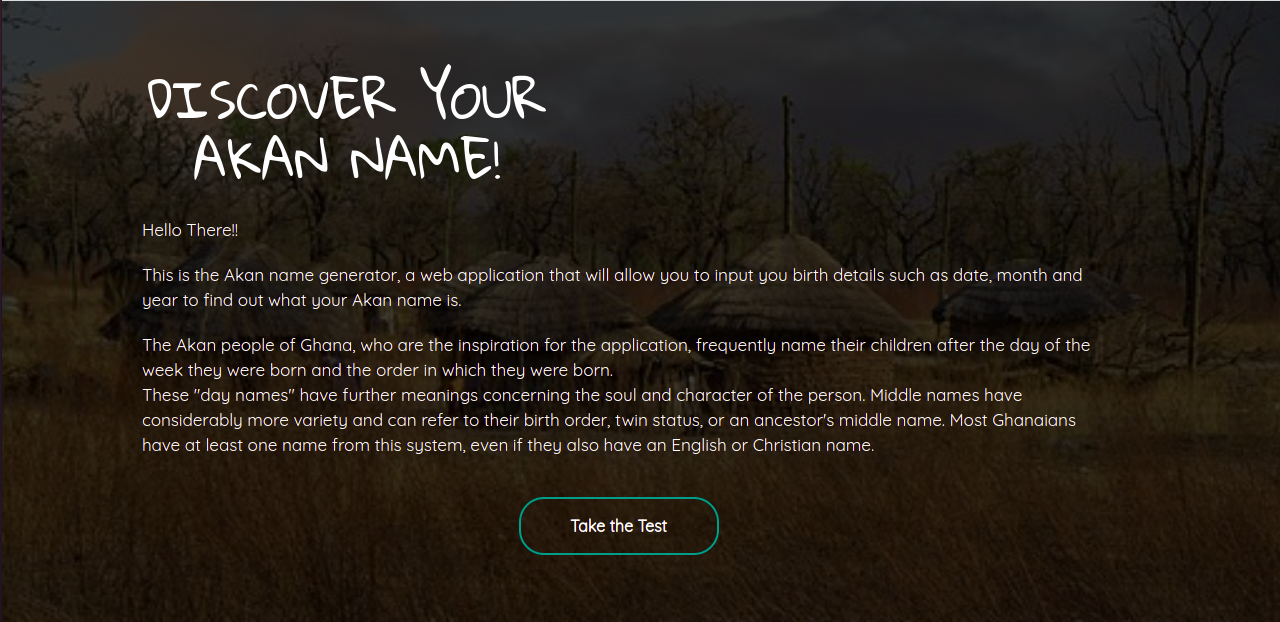 DISCOVER YOUR
AKAN NAME!
Hello There!!
This is the Akan name generator, a web application that will allow you to input you birth details such as date, month and
year to find out what your Akan name is.
The Akan people of Ghana, who are the inspiration for the application, frequently name their children after the day of the
week they were born and the order in which they were born.
These "day names" have further meanings concerning the soul and character of the person. Middle names have
considerably more variety and can refer to their birth order, twin status, or an ancestor's middle name. Most Ghanaians
have at least one name from this system, even if they also have an English or Christian name.
Take the Test